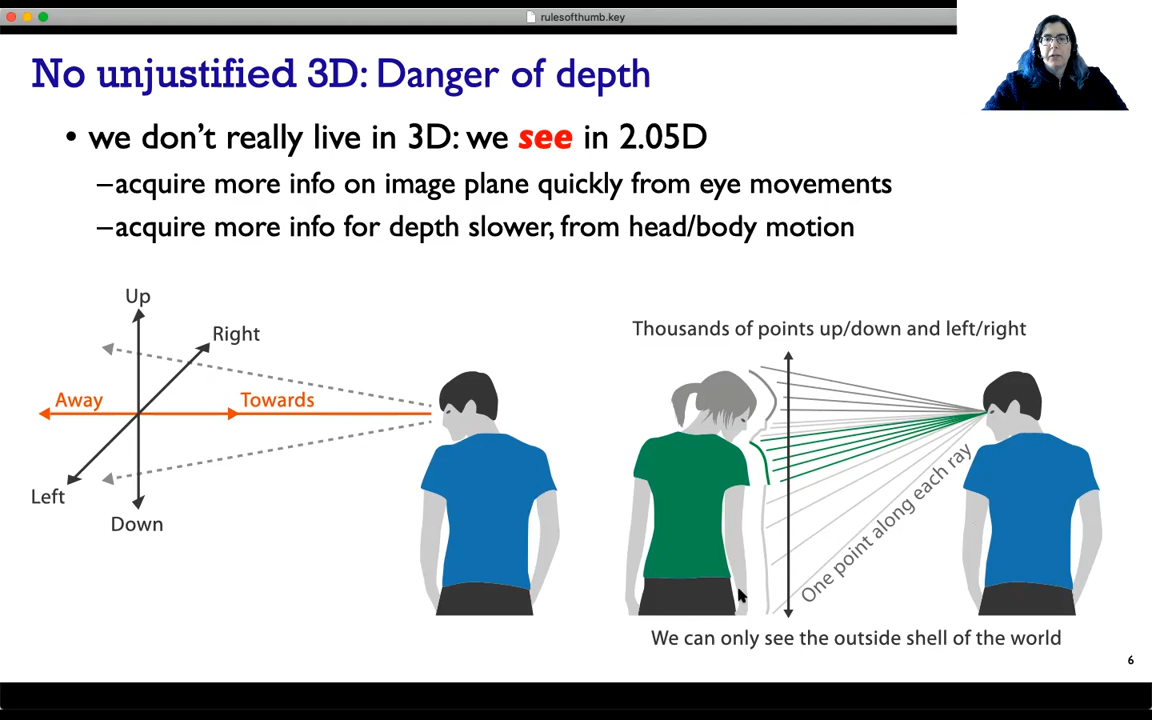 rulesofthumb.key
No unjustified 3D: Danger of depth
• we don't really live in 3D: we see in 2.05D
–acquire more info on image plane quickly from eye movements
–acquire more info for depth slower, from head/body motion
Up
Right
Away
Towards
Left
Down
Thousands of points up/down and left/right
One point along each ray
We can only see the outside shell of the world
6